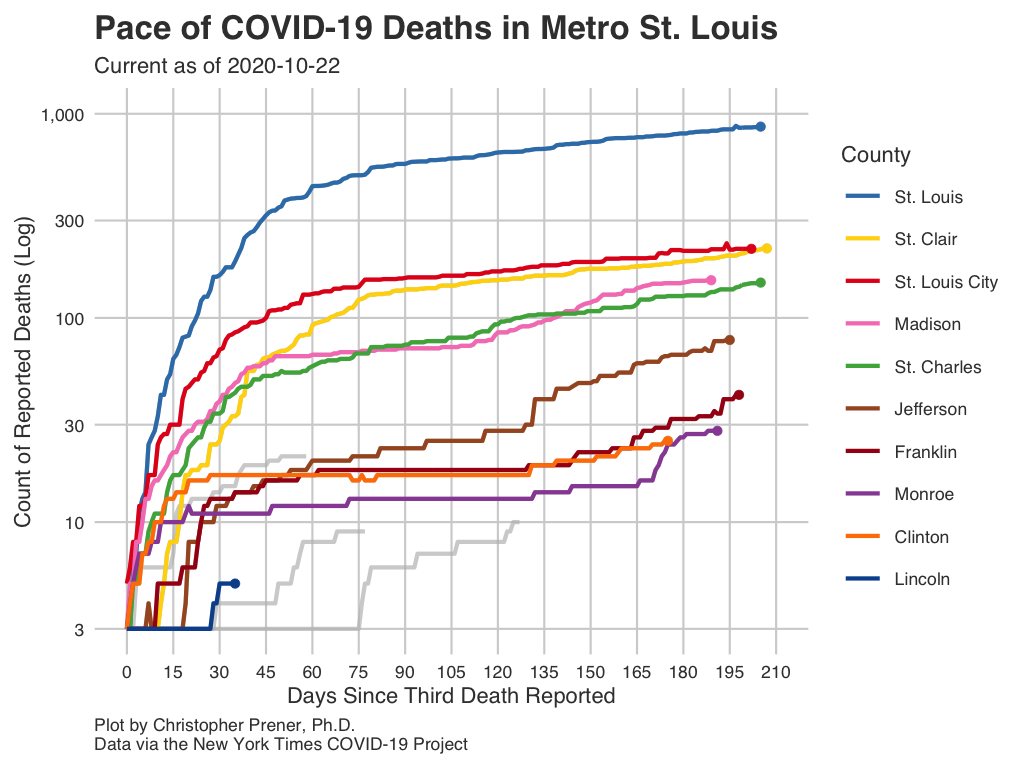 Pace of COVID-19 Deaths in Metro St. Louis
Current as of 2020-10-22
Count of Reported Deaths (Log)
1,000
300
100
30
10
3
0 15 30 45 60 75 90 105 120 135 150 165 180 195 210
Days Since Third Death Reported
County
St. Louis
St. Clair
St. Louis City
Madison
St. Charles
Jefferson
Franklin
Monroe
Clinton
Lincoln
Plot by Christopher Prener, Ph.D.
Data via the New York Times COVID-19 Project